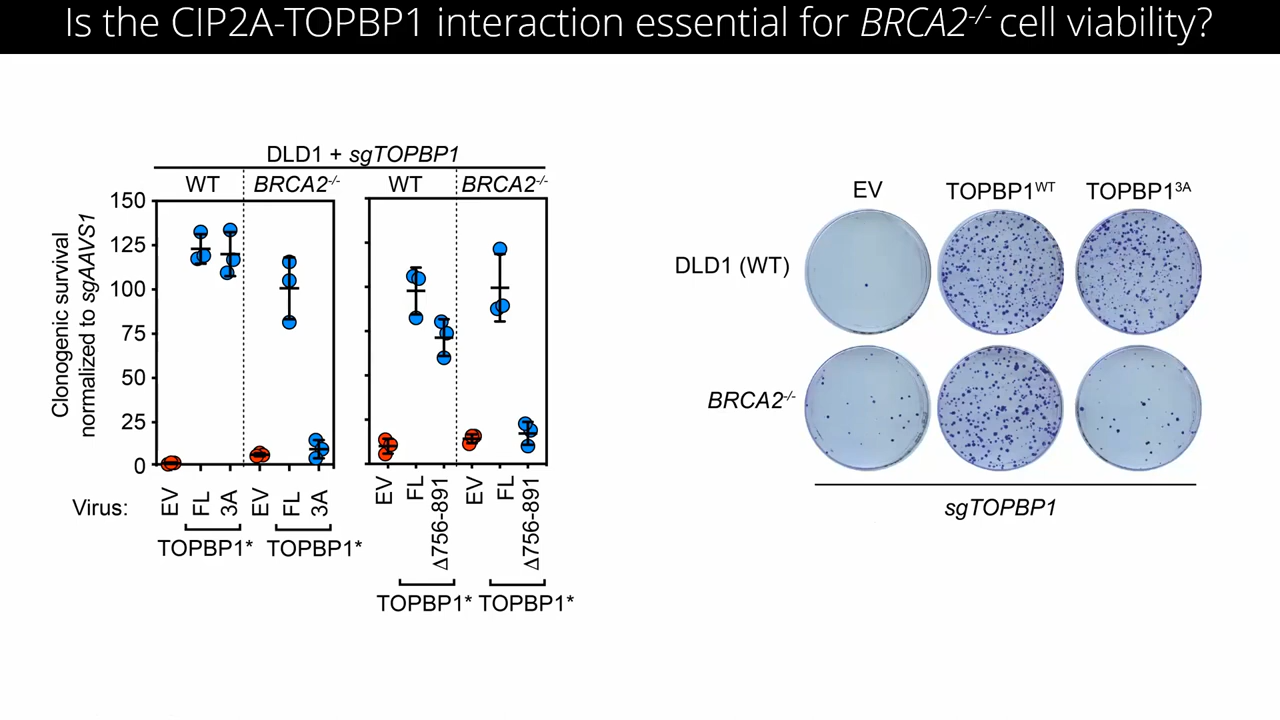 Is the CIP2A-TOPBP1 interaction essential for BRCA2-/- cell viability?
DLD1 + sgTOPBP1
WT
BRCA2-/-
WT
BRCA2-/-
Clonogenic survival
normalized to sgAAVS1
150
125
100
75
50
25
0
Virus:
EV
FL
3A
EV
FL
3A
TOPBP1*
TOPBP1*
EV
FL
Δ756-891
EV
FL
Δ756-891
TOPBP1*
TOPBP1*
EV
TOPBP1WT
TOPBP13A
DLD1 (WT)
BRCA2-/-
sgTOPBP1